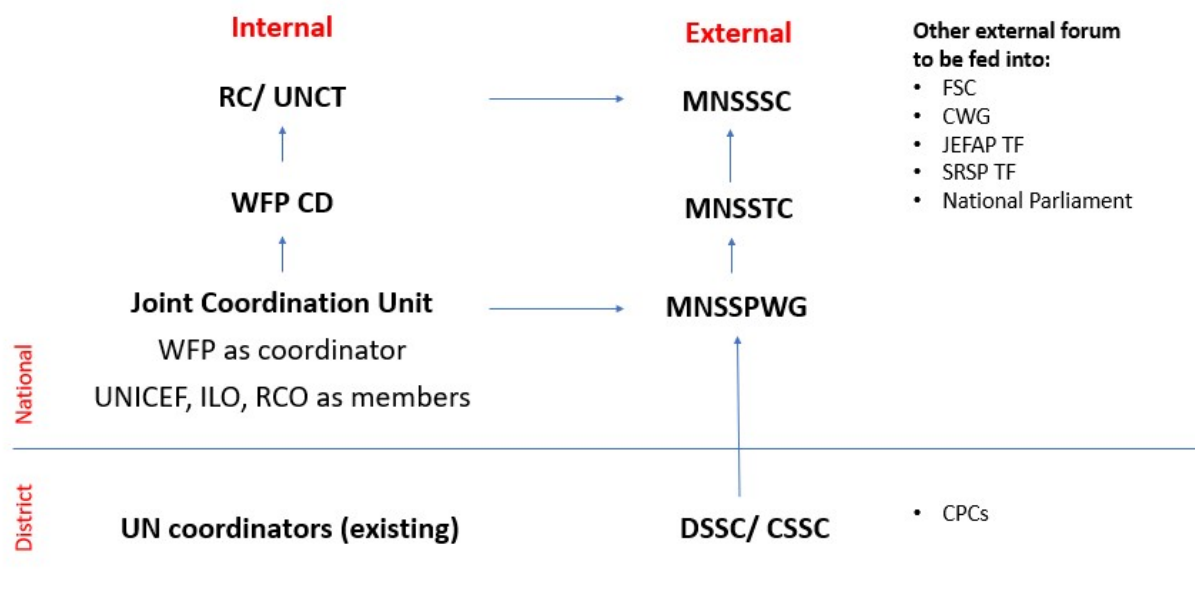 Internal
External
Other external forum
to be fed into:
RC/ UNCT
MNSSSC
• FSC
• CWG
• JEFAP TF
• SRSP TF
• National Parliament
WFP CD
MNSSTC
Joint Coordination Unit
MNSSPWG
WFP as coordinator
UNICEF, ILO, RCO as members
National
District
UN coordinators (existing)
DSSC/ CSSC
• CPCs